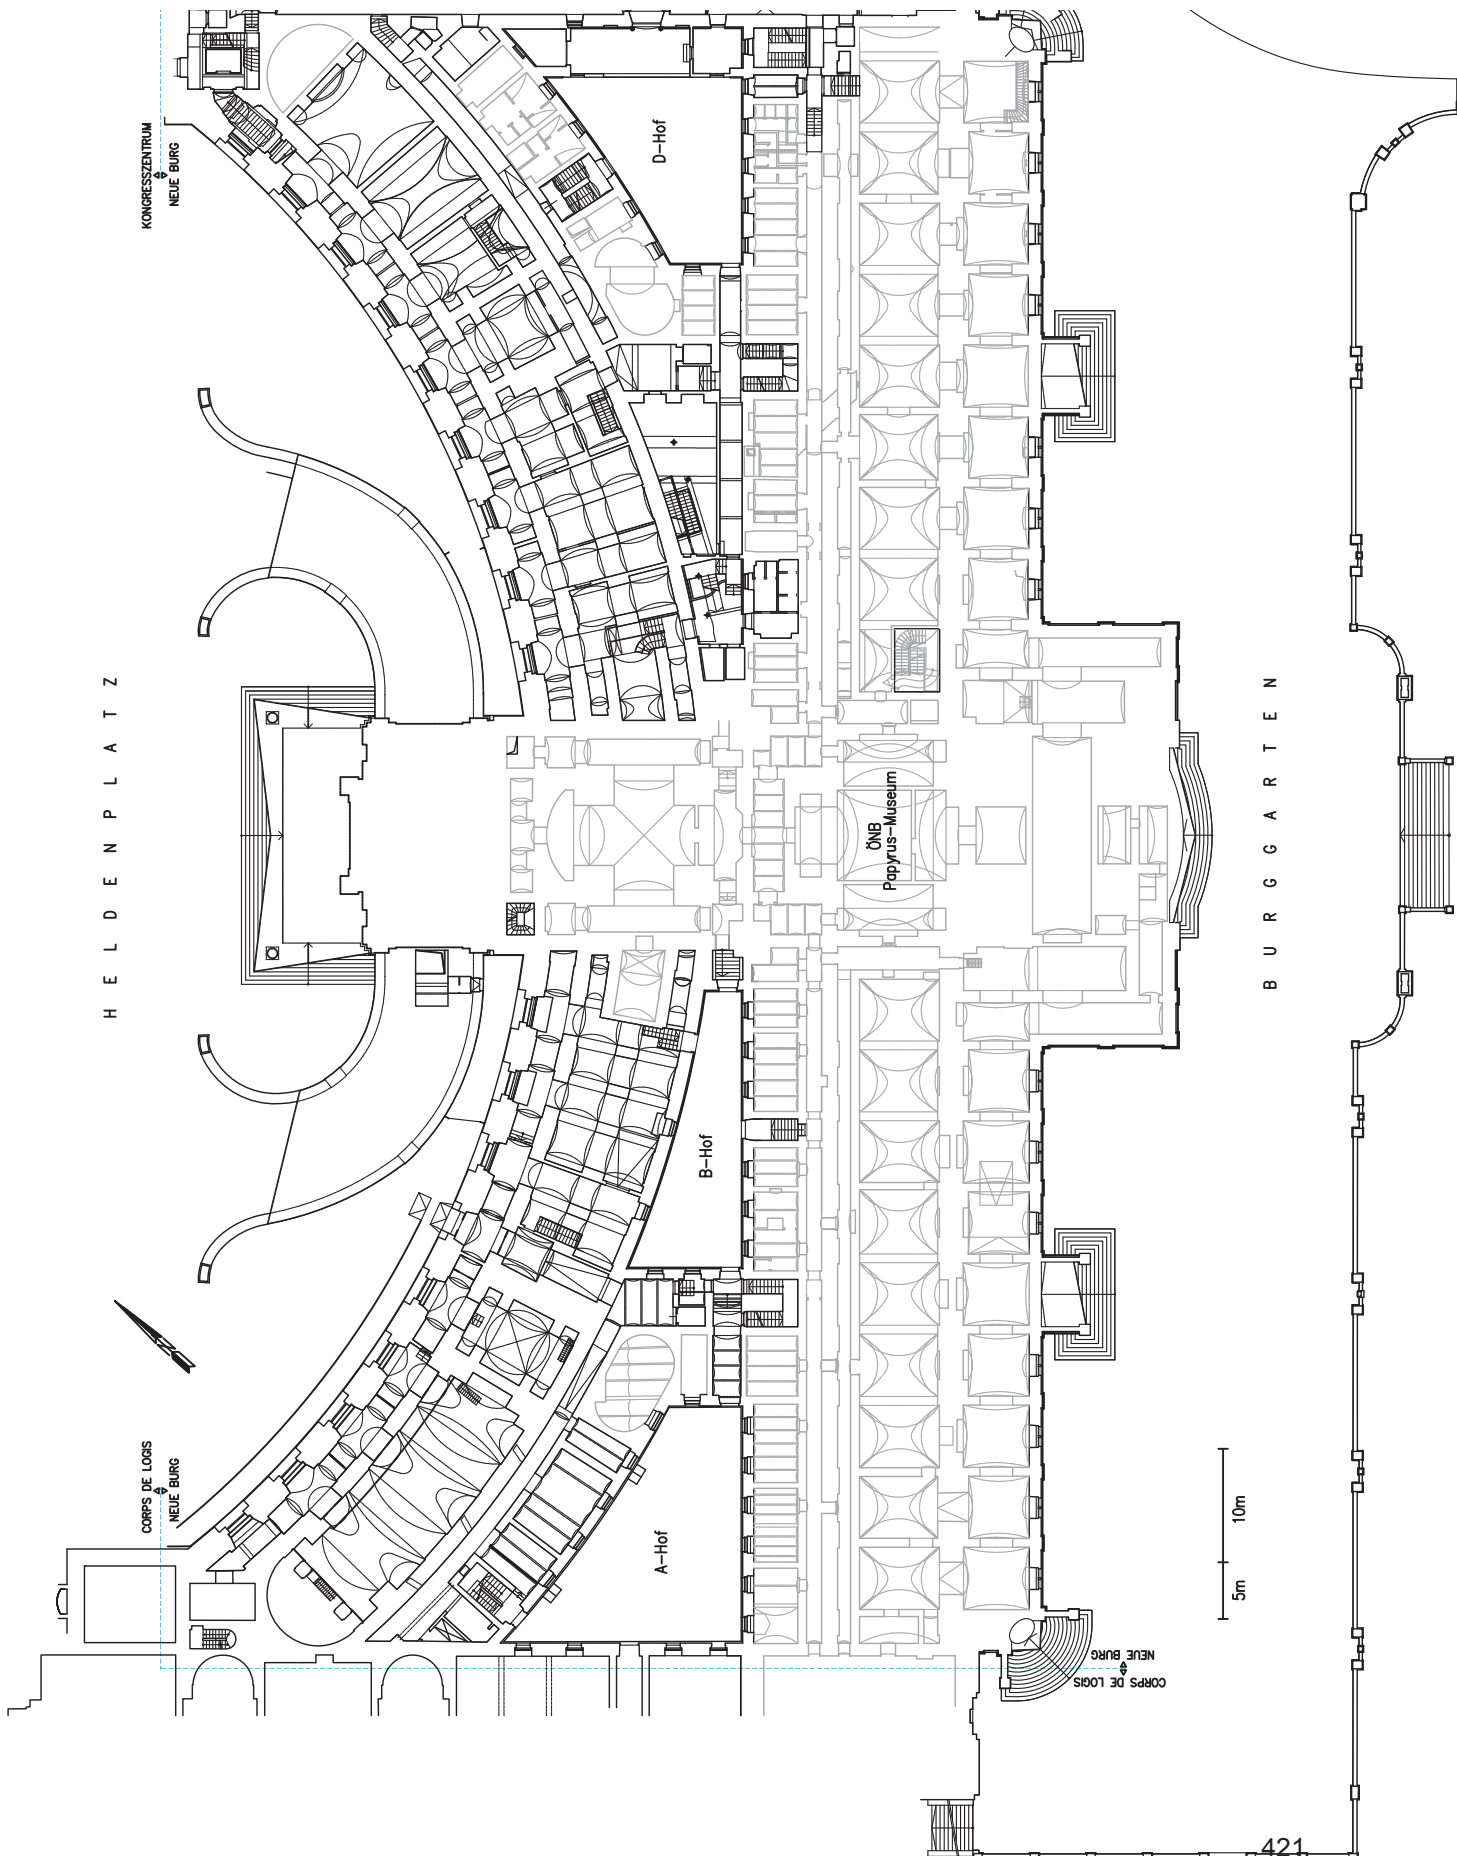 KONGRESSZENTRUM
NEUE BURG
D-Hof
HELDENPLATZ
ÖNB
Papyrus-Museum
BURGGARTEN
B-Hof
CORPS DE LOGIS
NEUE BURG
A-Hof
5m 10m
NEUE BURG
CORPS DE LOGIS
421